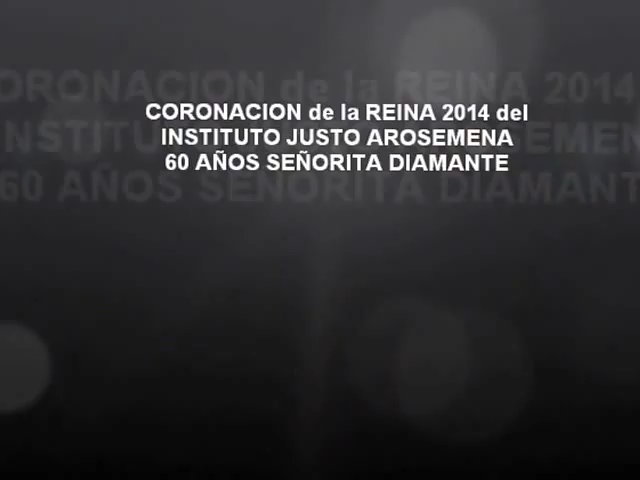 CORONACION de la REINA 2014 del
INSTITUTO JUSTO AROSEMENA
60 AÑOS SEÑORITA DIAMANTE